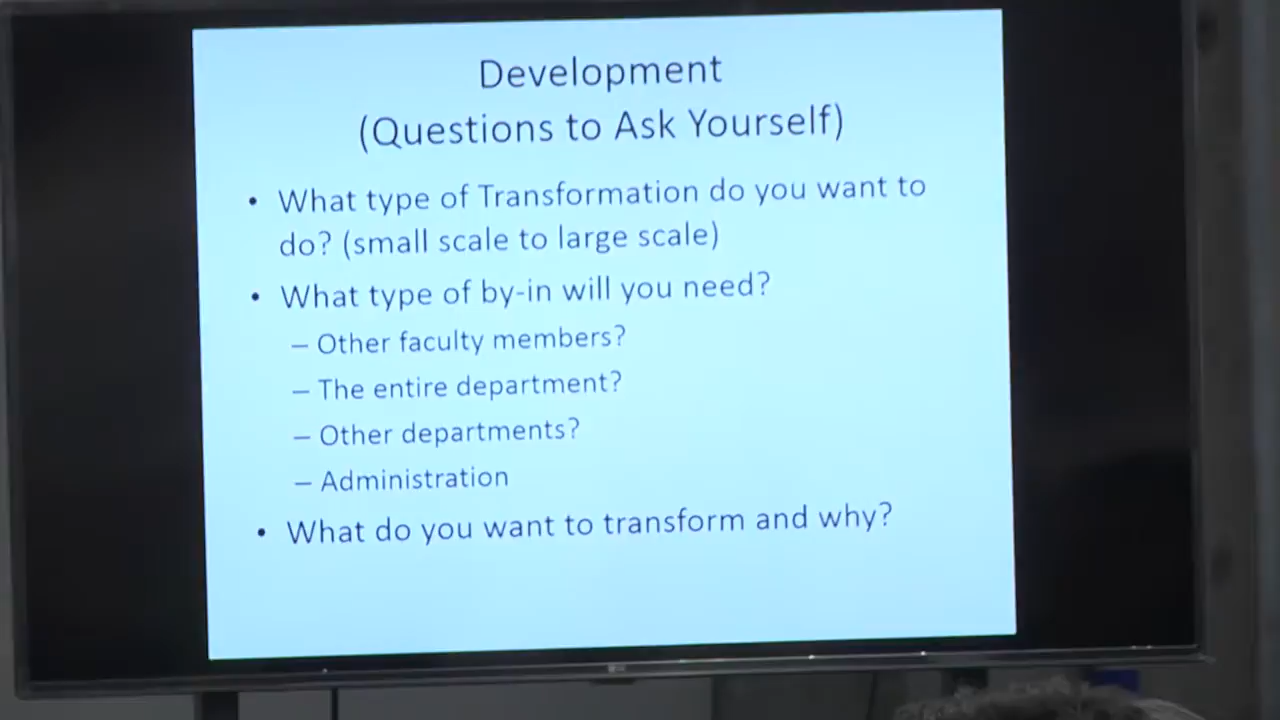 Development
(Questions to Ask Yourself)
• What type of Transformation do you want to
do? (small scale to large scale)
• What type of by-in will you need?
– Other faculty members?
– The entire department?
– Other departments?
– Administration
• What do you want to transform and why?